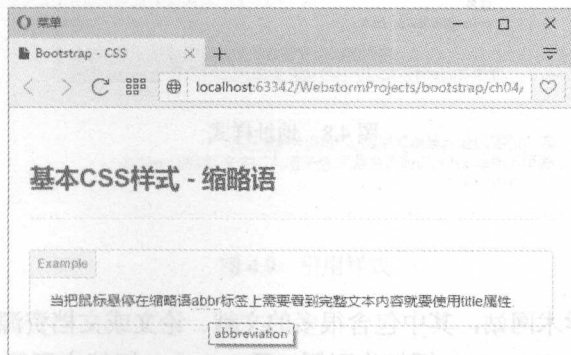 菜单
Bootstrap - CSS
localhost:63342/WebstormProjects/bootstrap/ch04/
基本CSS样式 - 缩略语
Example
当把鼠标悬停在缩略语abbr标签上需要看到完整文本内容就要使用title属性
abbreviation